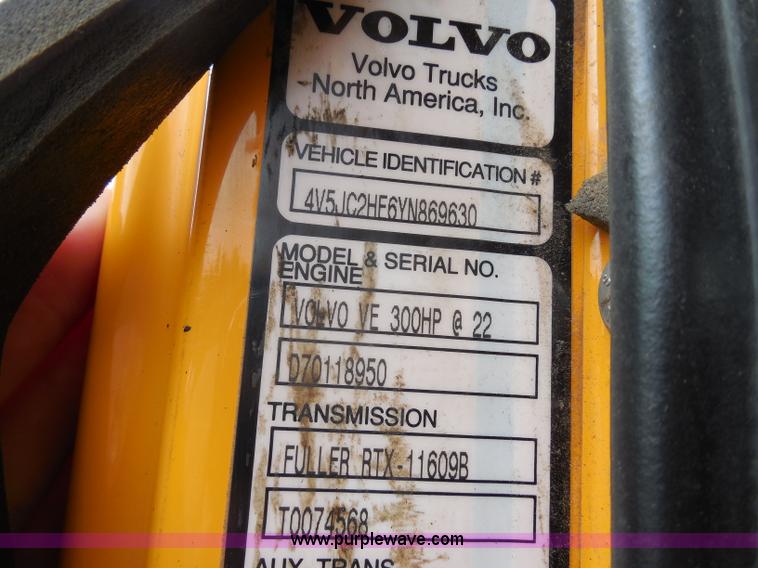 VOLVO
Volvo Trucks
North America, Inc.
VEHICLE IDENTIFICATION #
4V5JC2HF6YN869630
MODEL & SERIAL NO.
ENGINE
VOLVO VE 300HP @ 22
D70118950
TRANSMISSION
FULLER RTX-11609B
T0074568
www.purplewave.com
AUX. TRANS.